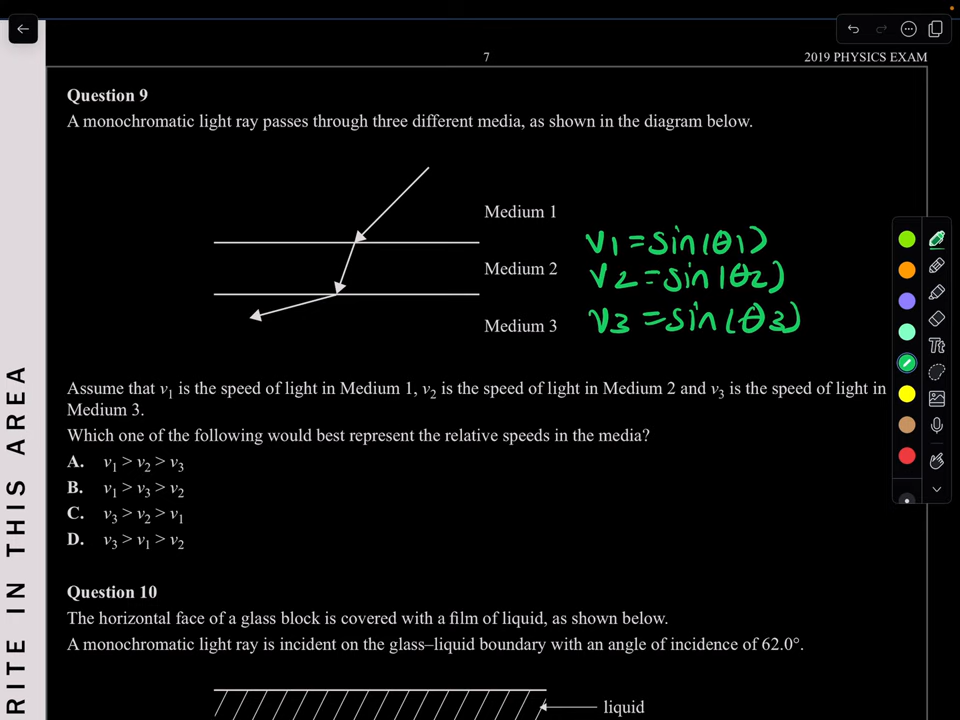 7
2019 PHYSICS EXAM
Question 9
A monochromatic light ray passes through three different media, as shown in the diagram below.
Medium 1
Medium 2
Medium 3
v1 = sin(θ1)
v2 = sin(θ2)
v3 = sin(θ3)
Assume that v₁ is the speed of light in Medium 1, v₂ is the speed of light in Medium 2 and v₃ is the speed of light in
Medium 3.
Which one of the following would best represent the relative speeds in the media?
A. v₁ > v₂ > v₃
B. v₁ > v₃ > v₂
C. v₃ > v₂ > v₁
D. v₃ > v₁ > v₂
Question 10
The horizontal face of a glass block is covered with a film of liquid, as shown below.
A monochromatic light ray is incident on the glass–liquid boundary with an angle of incidence of 62.0°.
liquid
RITE IN THIS AREA
Tt